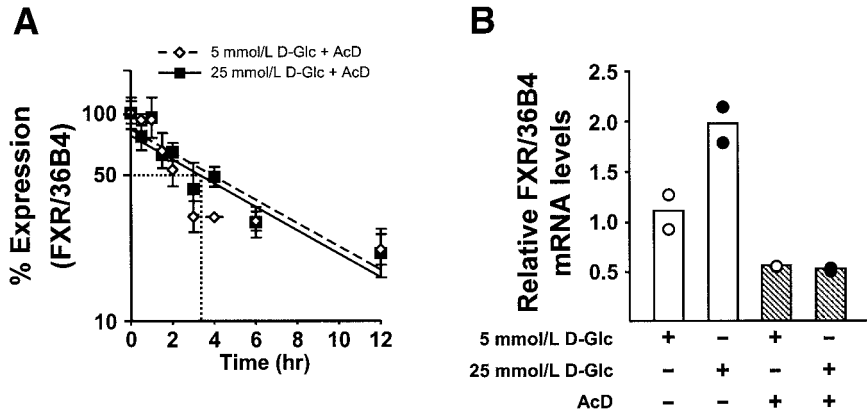 A
5 mmol/L D-Glc + AcD
25 mmol/L D-Glc + AcD
% Expression
(FXR/36B4)
100
50
10
0 2 4 6 8 10 12
Time (hr)
B
Relative FXR/36B4
mRNA levels
2.5
2.0
1.5
1.0
0.5
5 mmol/L D-Glc + – + –
25 mmol/L D-Glc – + – +
AcD – – + +